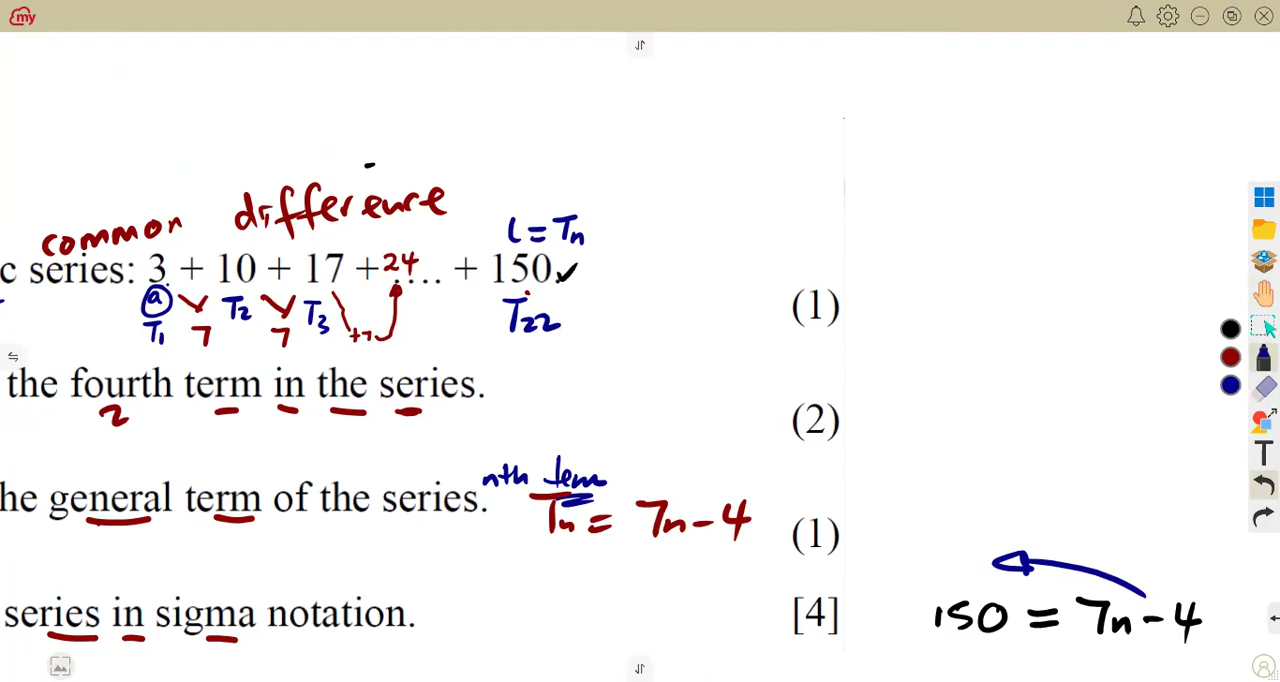 my
common difference
l = Tn
c series: 3 + 10 + 17 + 24 .... + 150. ✓
a
T1 7 T2 7 T3 +7 T22
(1)
the fourth term in the series.
2
(2)
nth term
he general term of the series. Tn = 7n - 4
(1)
series in sigma notation.
[4]
150 = 7n - 4
T